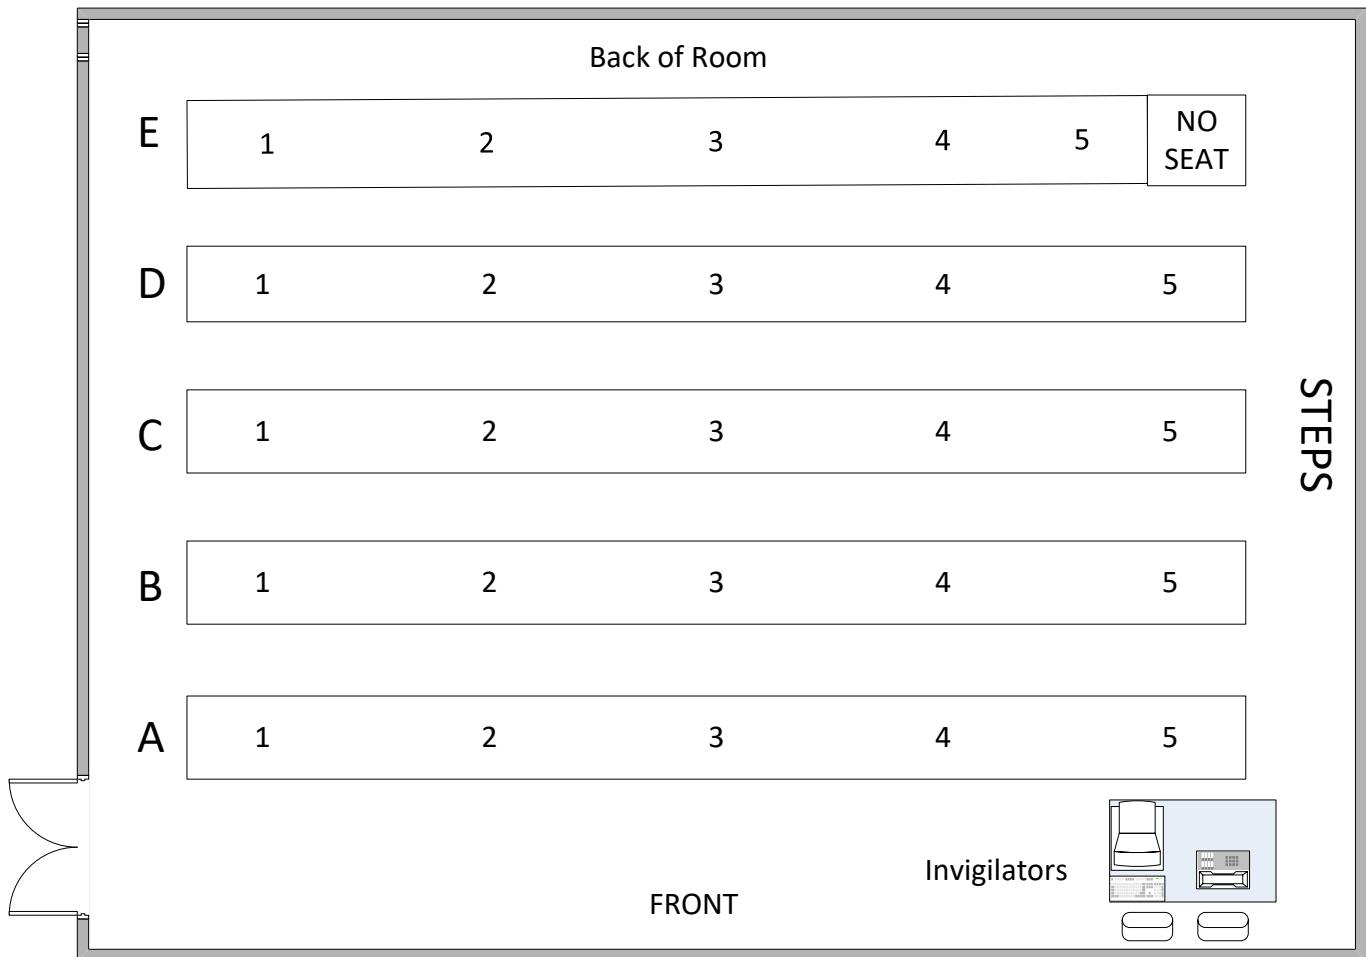 Back of Room
E 1 2 3 4 5 NO SEAT
D 1 2 3 4 5
C 1 2 3 4 5
STEPS
B 1 2 3 4 5
A 1 2 3 4 5
Invigilators
FRONT